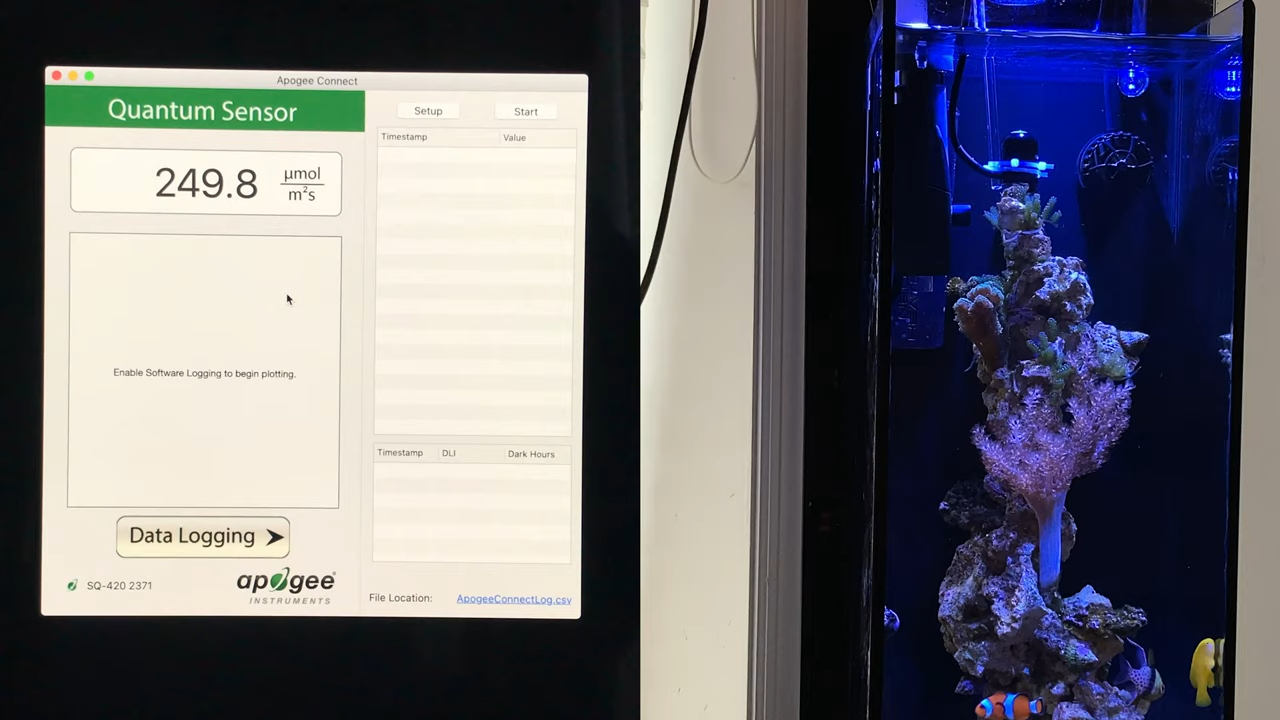 Apogee Connect
Quantum Sensor
249.8 µmol
m²s
Enable Software Logging to begin plotting.
Data Logging
SQ-420 2371
apogee
INSTRUMENTS
Setup
Start
Timestamp
Value
Timestamp
DLI
Dark Hours
File Location:
ApogeeConnectLog.csv